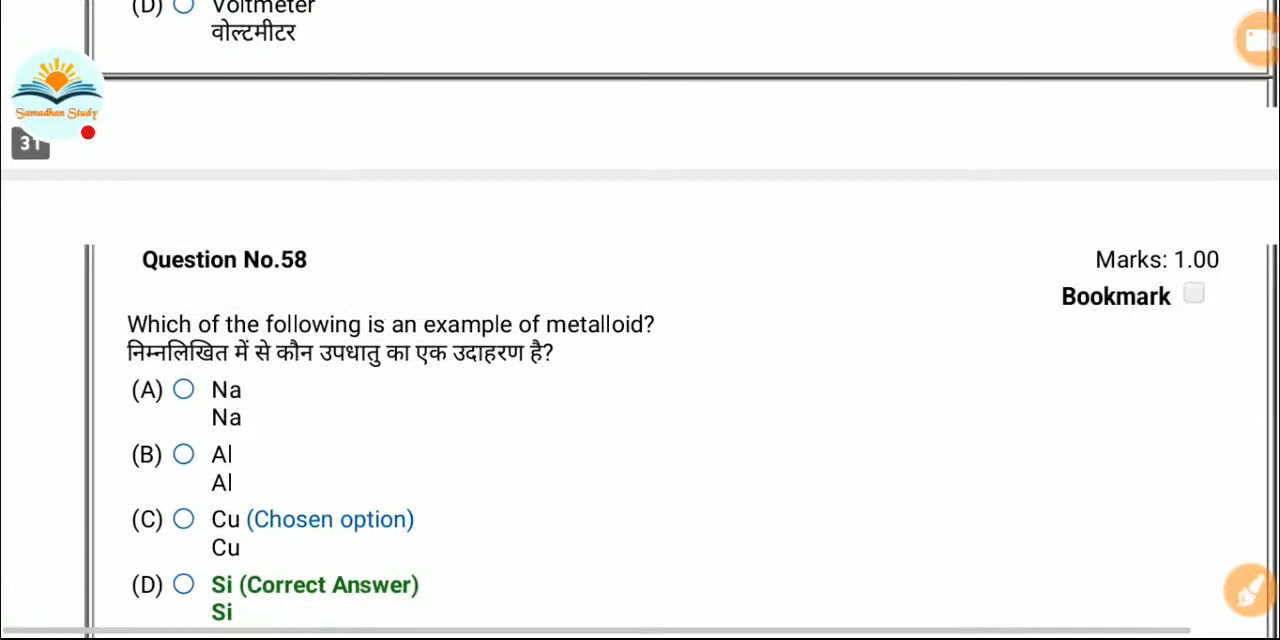 (D) Voltmeter
वोल्टमीटर
Samadhan Study
31
Question No.58
Marks: 1.00
Bookmark
Which of the following is an example of metalloid?
निम्नलिखित में से कौन उपधातु का एक उदाहरण है?
(A) Na
Na
(B) Al
Al
(C) Cu (Chosen option)
Cu
(D) Si (Correct Answer)
Si